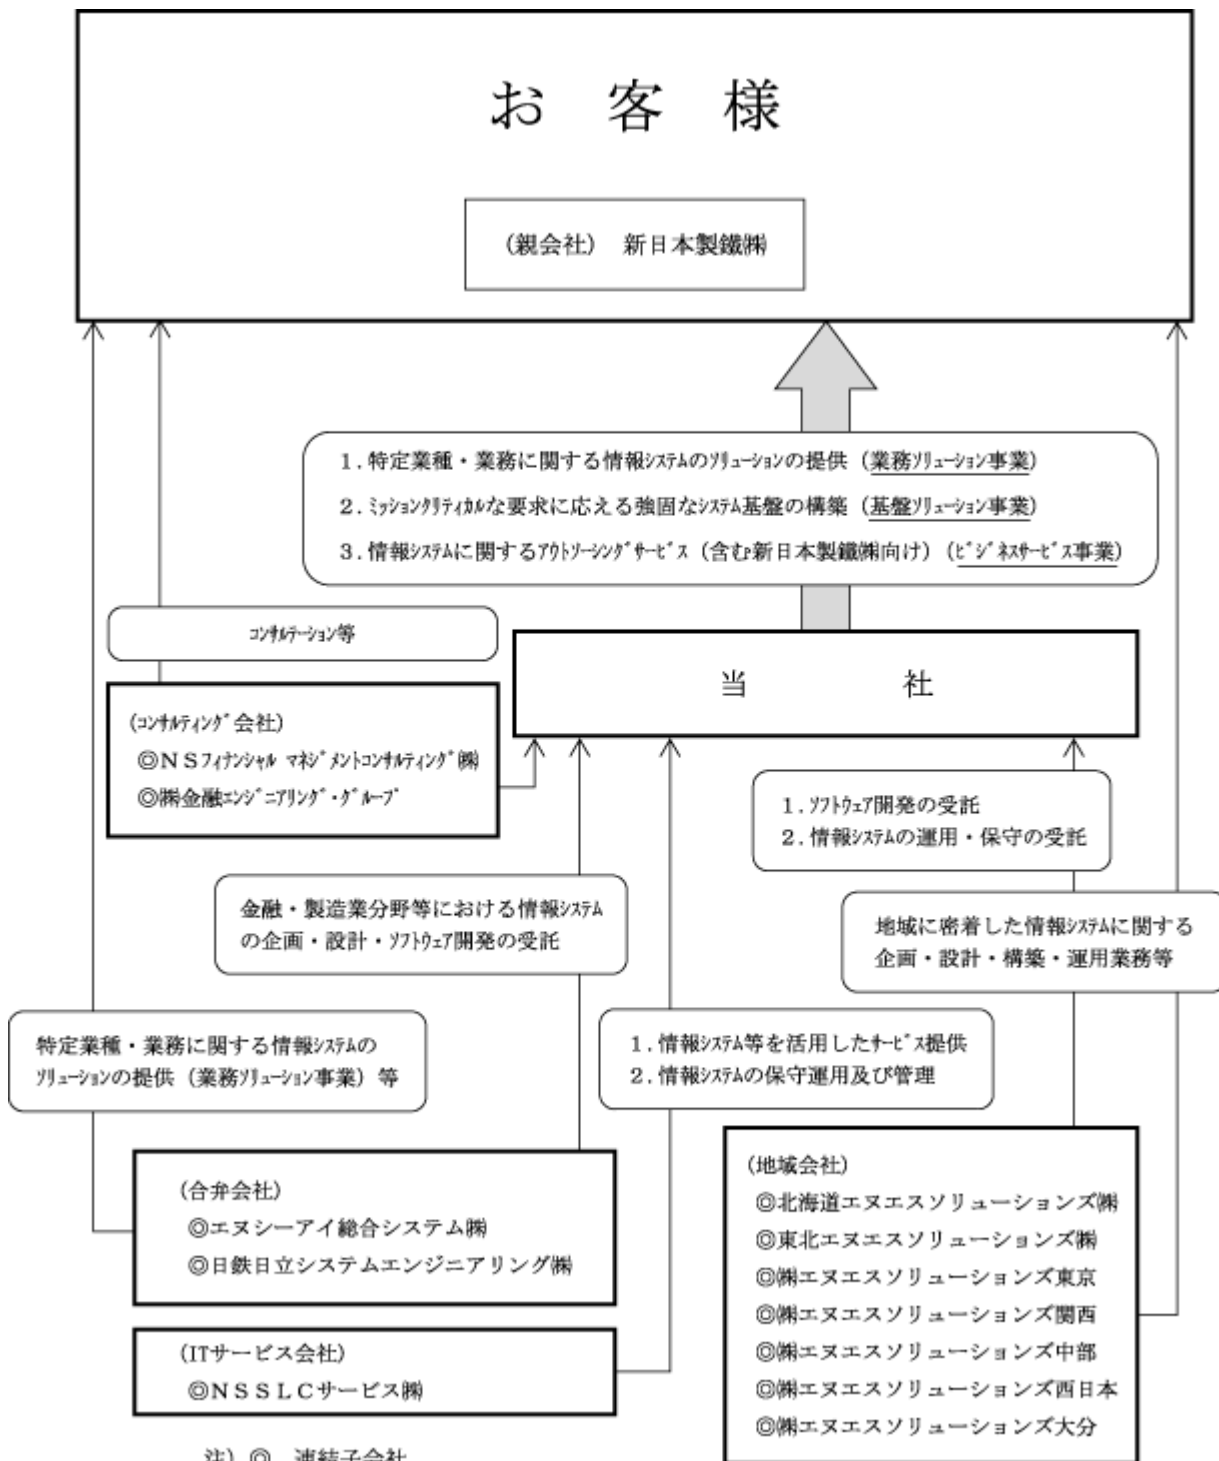 お 客 様
(親会社) 新日本製鐵㈱
1.特定業種・業務に関する情報ｼｽﾃﾑのｿﾘｭｰｼｮﾝの提供(業務ｿﾘｭｰｼｮﾝ事業)
2.ﾐｯｼｮﾝｸﾘﾃｨｶﾙな要求に応える強固なｼｽﾃﾑ基盤の構築(基盤ｿﾘｭｰｼｮﾝ事業)
3.情報ｼｽﾃﾑに関するｱｳﾄｿｰｼﾝｸﾞｻｰﾋﾞｽ(含む新日本製鐵㈱向け)(ﾋﾞｼﾞﾈｽｻｰﾋﾞｽ事業)
ｺﾝｻﾙﾃｰｼｮﾝ等
当 社
(ｺﾝｻﾙﾃｨﾝｸﾞ会社)
◎NSﾌｨﾅﾝｼｬﾙ ﾏﾈｼﾞﾒﾝﾄｺﾝｻﾙﾃｨﾝｸﾞ㈱
◎㈱金融ｴﾝｼﾞﾆｱﾘﾝｸﾞ・ｸﾞﾙｰﾌﾟ
1.ｿﾌﾄｳｪｱ開発の受託
2.情報ｼｽﾃﾑの運用・保守の受託
金融・製造業分野等における情報ｼｽﾃﾑ
の企画・設計・ｿﾌﾄｳｪｱ開発の受託
地域に密着した情報ｼｽﾃﾑに関する
企画・設計・構築・運用業務等
特定業種・業務に関する情報ｼｽﾃﾑの
ｿﾘｭｰｼｮﾝの提供(業務ｿﾘｭｰｼｮﾝ事業)等
1.情報ｼｽﾃﾑ等を活用したｻｰﾋﾞｽ提供
2.情報ｼｽﾃﾑの保守運用及び管理
(合弁会社)
◎エヌシーアイ総合システム㈱
◎日鉄日立システムエンジニアリング㈱
(ITサービス会社)
◎NSSLCサービス㈱
(地域会社)
◎北海道エヌエスソリューションズ㈱
◎東北エヌエスソリューションズ㈱
◎㈱エヌエスソリューションズ東京
◎㈱エヌエスソリューションズ関西
◎㈱エヌエスソリューションズ中部
◎㈱エヌエスソリューションズ西日本
◎㈱エヌエスソリューションズ大分
注)◎ 連結子会社